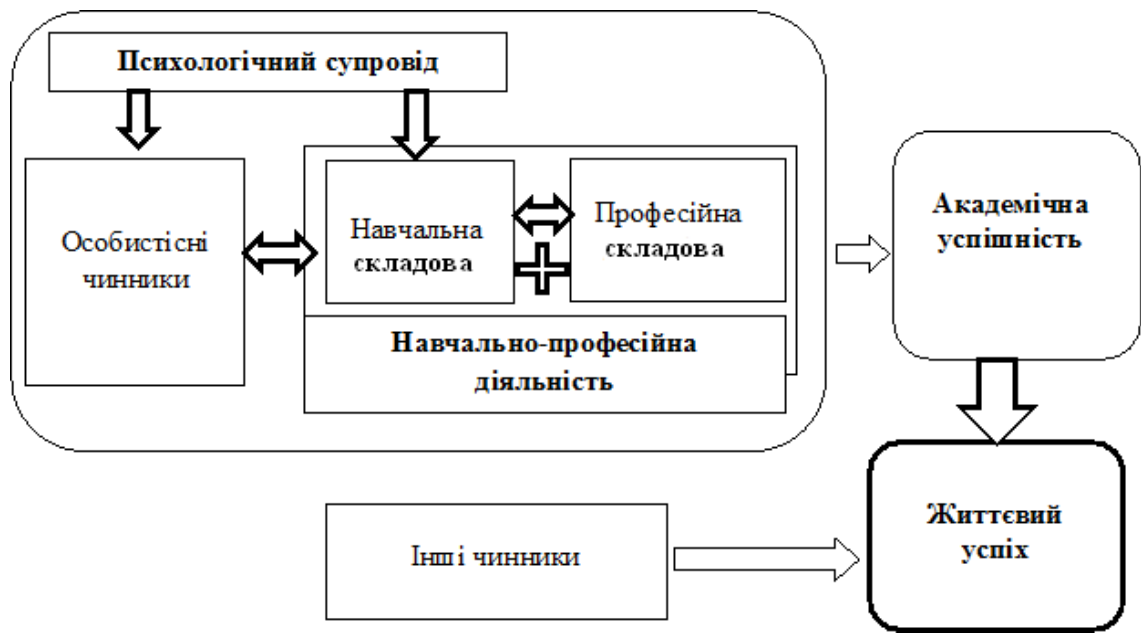 Психологічний супровід
Особистісні
чинники
Навчальна
складова
Професійна
складова
Навчально-професійна
діяльність
Академічна
успішність
Життєвий
успіх
Інші чинники